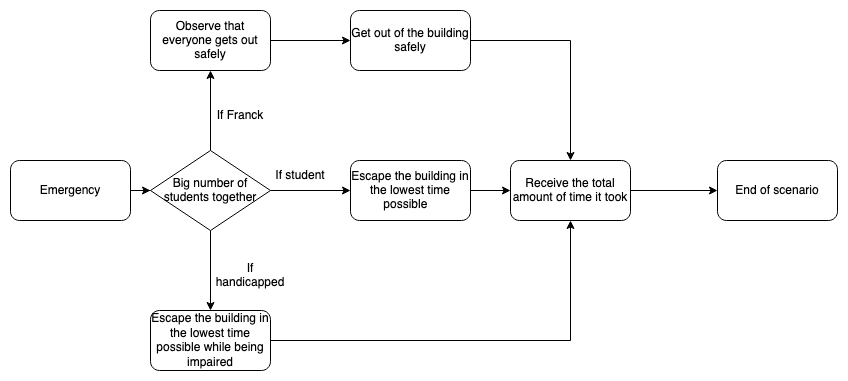 Observe that
everyone gets out
safely
Get out of the building
safely
If Franck
Emergency
Big number of
students together
If student
Escape the building in
the lowest time
possible
Receive the total
amount of time it took
End of scenario
If
handicapped
Escape the building in
the lowest time
possible while being
impaired